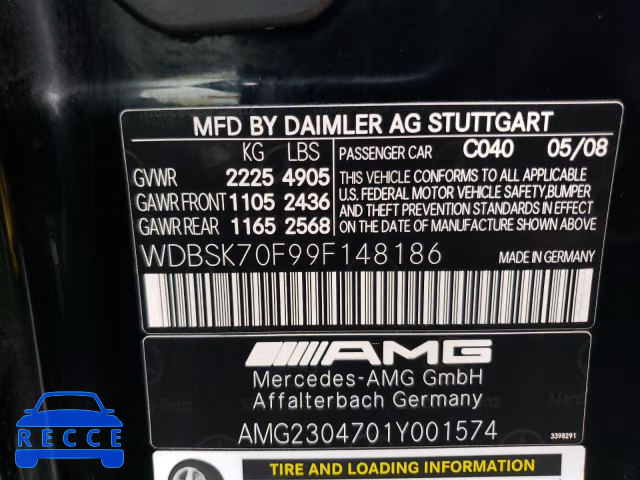 MFD BY DAIMLER AG STUTTGART
KG LBS
GVWR 2225 4905
GAWR FRONT 1105 2436
GAWR REAR 1165 2568
PASSENGER CAR C040 05/08
THIS VEHICLE CONFORMS TO ALL APPLICABLE
U.S. FEDERAL MOTOR VEHICLE SAFETY, BUMPER
AND THEFT PREVENTION STANDARDS IN EFFECT
ON THE DATE OF MANUFACTURE SHOWN ABOVE.
WDBSK70F99F148186
MADE IN GERMANY
AMG
Mercedes-AMG GmbH
Affalterbach Germany
AMG2304701Y001574
3398291
TIRE AND LOADING INFORMATION
RECCE